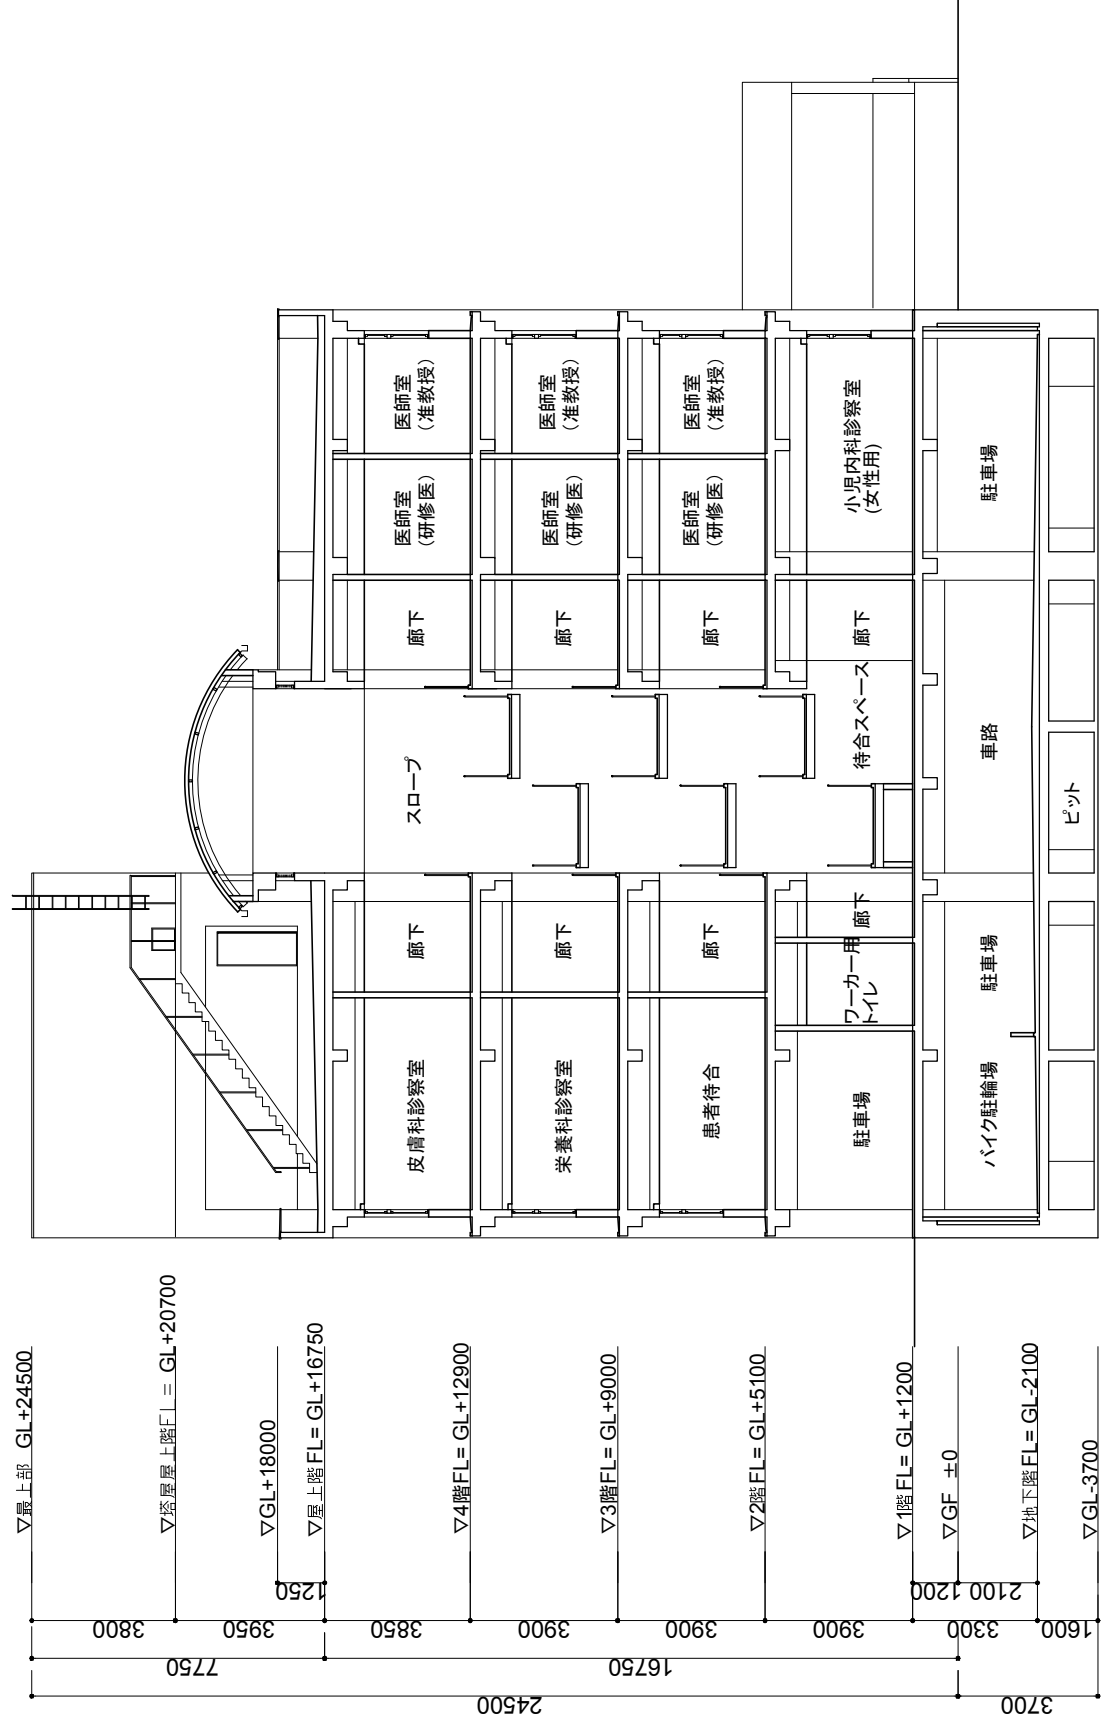 ▽最上部 GL+24500
▽塔屋屋上階FL = GL+20700
▽GL+18000
▽屋上階FL= GL+16750
▽4階FL= GL+12900
▽3階FL= GL+9000
▽2階FL= GL+5100
▽1階FL= GL+1200
▽GF ±0
▽地下階FL= GL-2100
▽GL-3700
1250
1200
2100
3800
3950
3850
3900
3900
3900
3300
1600
7750
16750
24500
3700
皮膚科診察室
廊下
スロープ
廊下
医師室
(研修医)
医師室
(准教授)
栄養科診察室
廊下
廊下
医師室
(研修医)
医師室
(准教授)
患者待合
廊下
廊下
医師室
(研修医)
医師室
(准教授)
駐車場
ワーカー用
トイレ
廊下
待合スペース
廊下
小児内科診察室
(女性用)
バイク駐輪場
駐車場
車路
駐車場
ピット